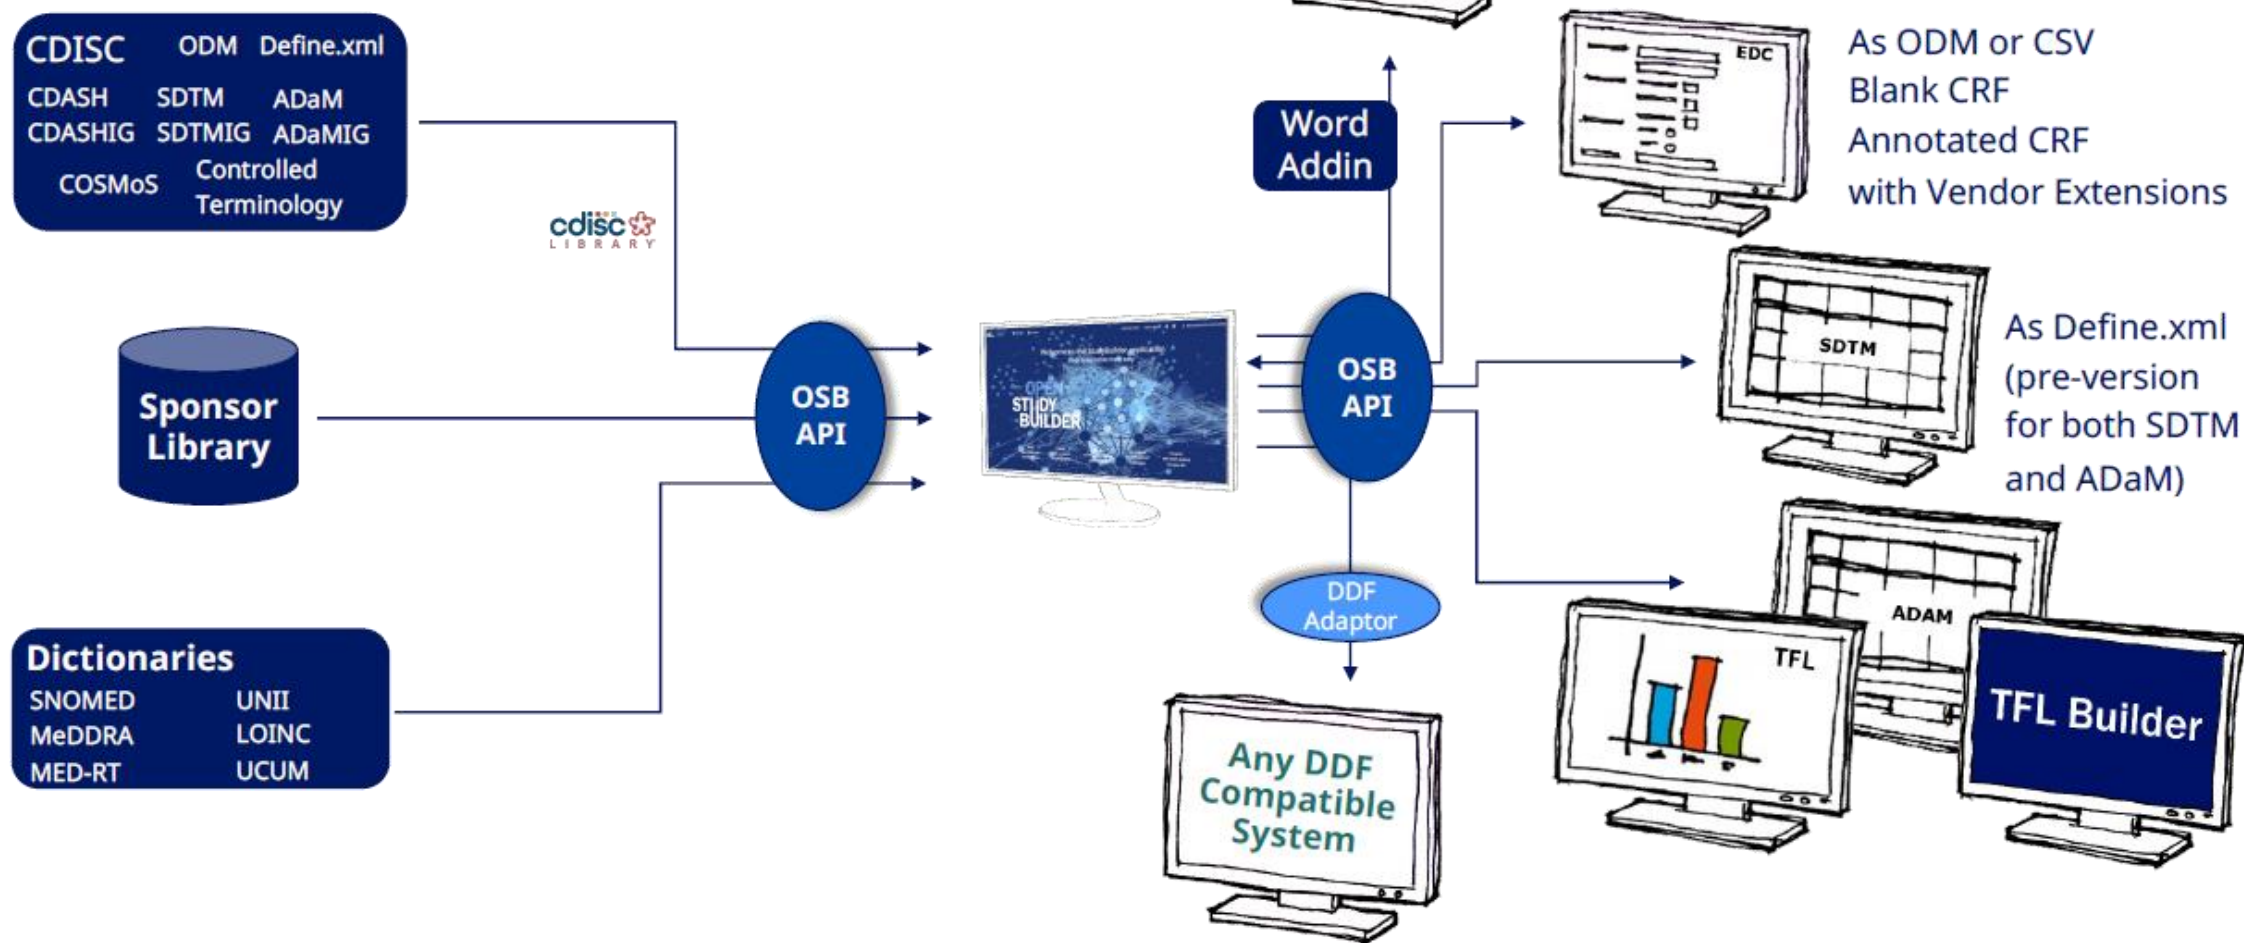 CDISC ODM Define.xml
CDASH SDTM ADaM
CDASHIG SDTMIG ADaMIG
COSMoS Controlled
Terminology
cdisc
LIBRARY
Sponsor
Library
Dictionaries
SNOMED UNII
MeDDRA LOINC
MED-RT UCUM
OSB
API
OPEN
STUDY
BUILDER
Word
Addin
OSB
API
DDF
Adaptor
Any DDF
Compatible
System
EDC
As ODM or CSV
Blank CRF
Annotated CRF
with Vendor Extensions
SDTM
As Define.xml
(pre-version
for both SDTM
and ADaM)
ADAM
TFL
TFL Builder